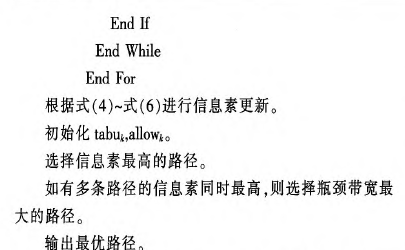 End If
End While
End For
根据式(4)~式(6)进行信息素更新。
初始化 tabuₖ,allowₖ。
选择信息素最高的路径。
如有多条路径的信息素同时最高,则选择瓶颈带宽最
大的路径。
输出最优路径。